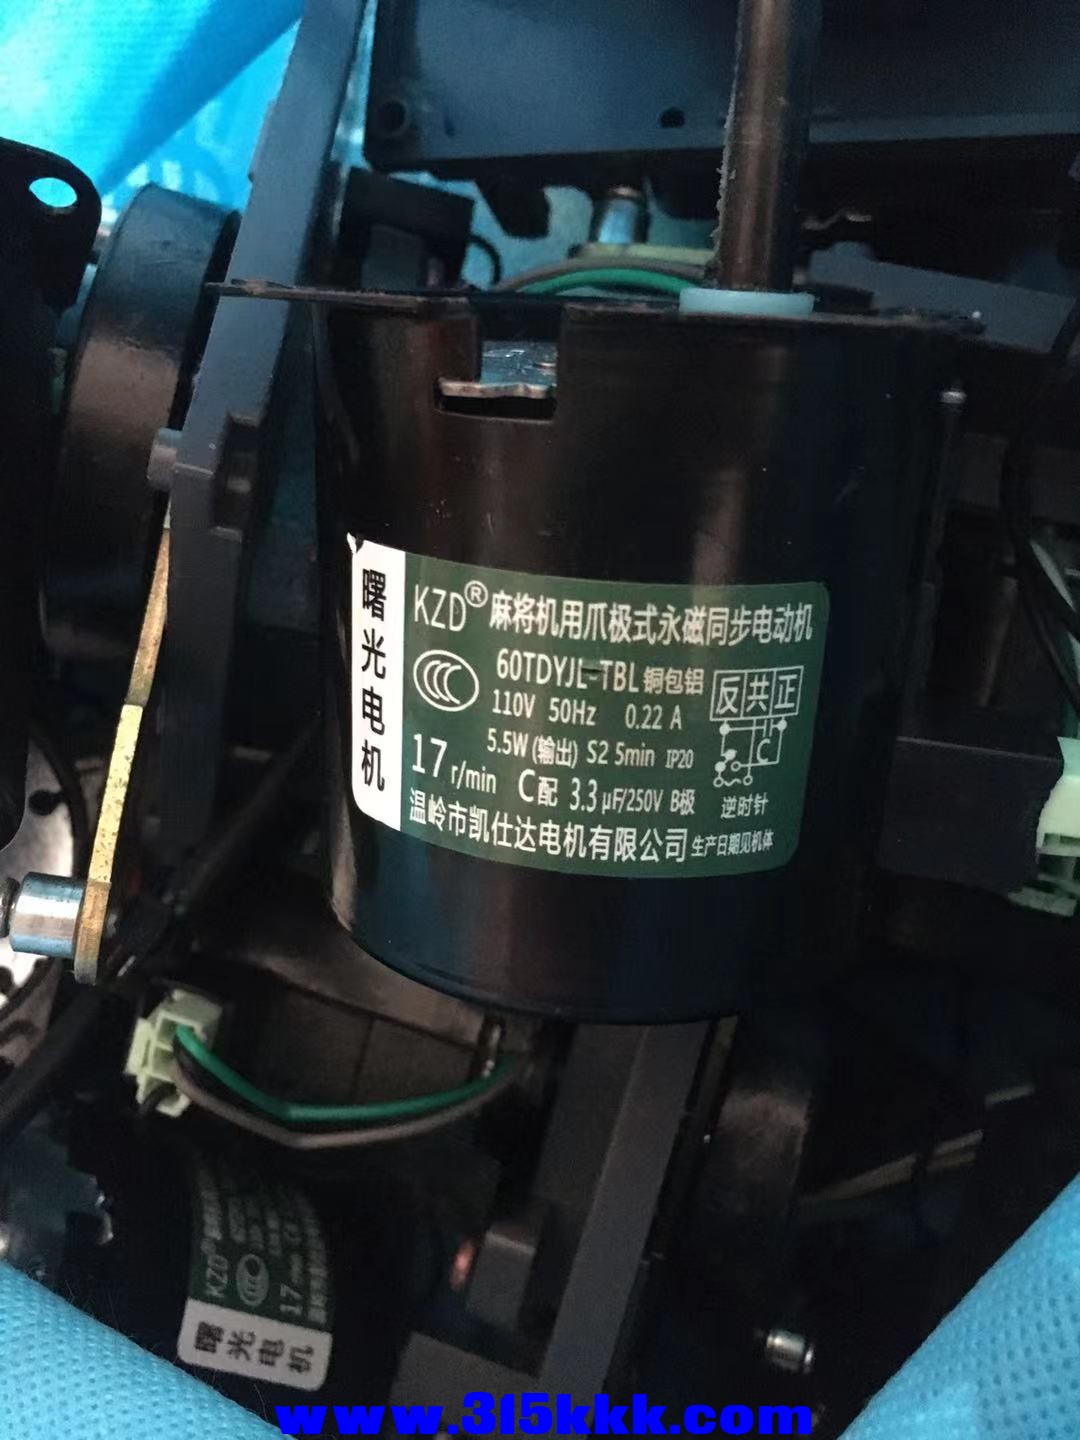 曙光电机
KZD® 麻将机用爪极式永磁同步电动机
60TDYJL-TBL 铜包铝
110V 50Hz 0.22 A
5.5W (输出) S2 5min IP20
17 r/min C配 3.3 μF/250V B极
温岭市凯仕达电机有限公司 生产日期见机体
反 共 正
C
逆时针
KZD®
17
曙光电机
www.315kkk.com